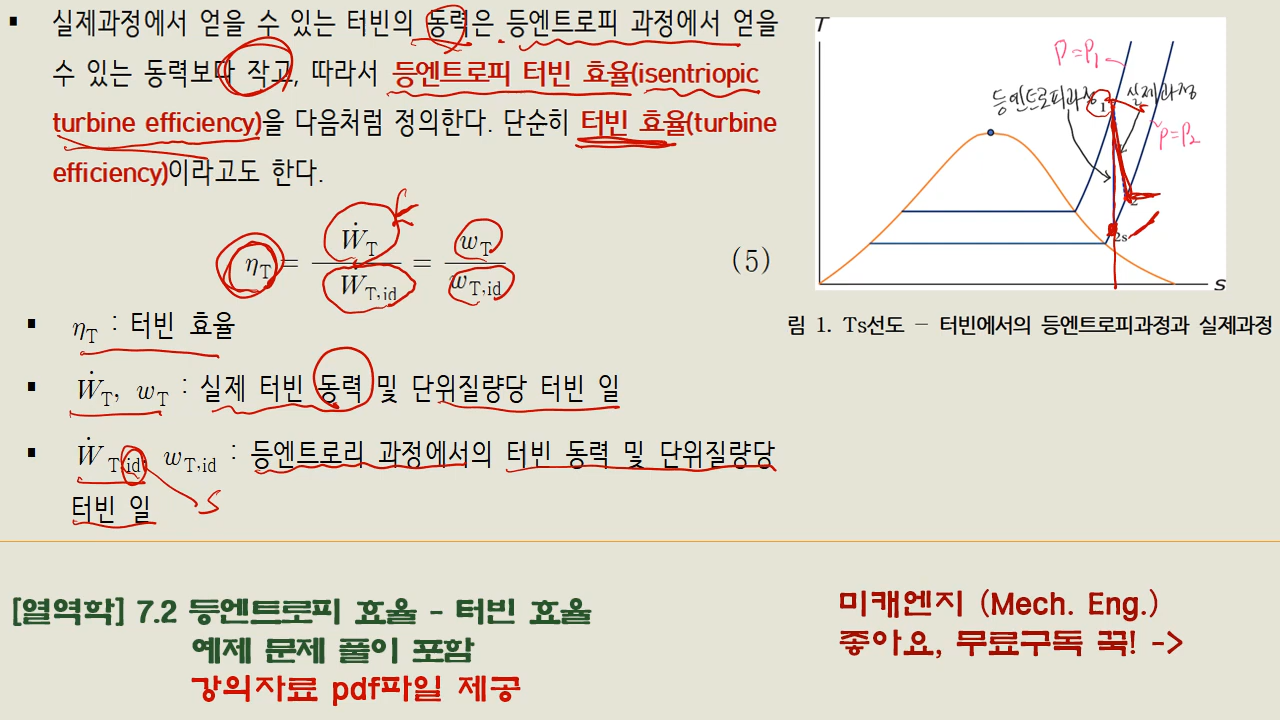 ▪ 실제과정에서 얻을 수 있는 터빈의 동력은 등엔트로피 과정에서 얻을
수 있는 동력보다 작고, 따라서 등엔트로피 터빈 효율(isentriopic
turbine efficiency)을 다음처럼 정의한다. 단순히 터빈 효율(turbine
efficiency)이라고도 한다.
η_T = Ẇ_T / Ẇ_T,id = w_T / w_T,id (5)
▪ η_T : 터빈 효율
▪ Ẇ_T, w_T : 실제 터빈 동력 및 단위질량당 터빈 일
▪ Ẇ_T,id, w_T,id : 등엔트로리 과정에서의 터빈 동력 및 단위질량당
터빈 일
s
T
P=P₁
등엔트로피과정
1
실제과정
P=P₂
2
2s
s
림 1. Ts선도 – 터빈에서의 등엔트로피과정과 실제과정
[열역학] 7.2 등엔트로피 효율 - 터빈 효율
예제 문제 풀이 포함
강의자료 pdf파일 제공
미캐엔지 (Mech. Eng.)
좋아요, 무료구독 꾹! ->